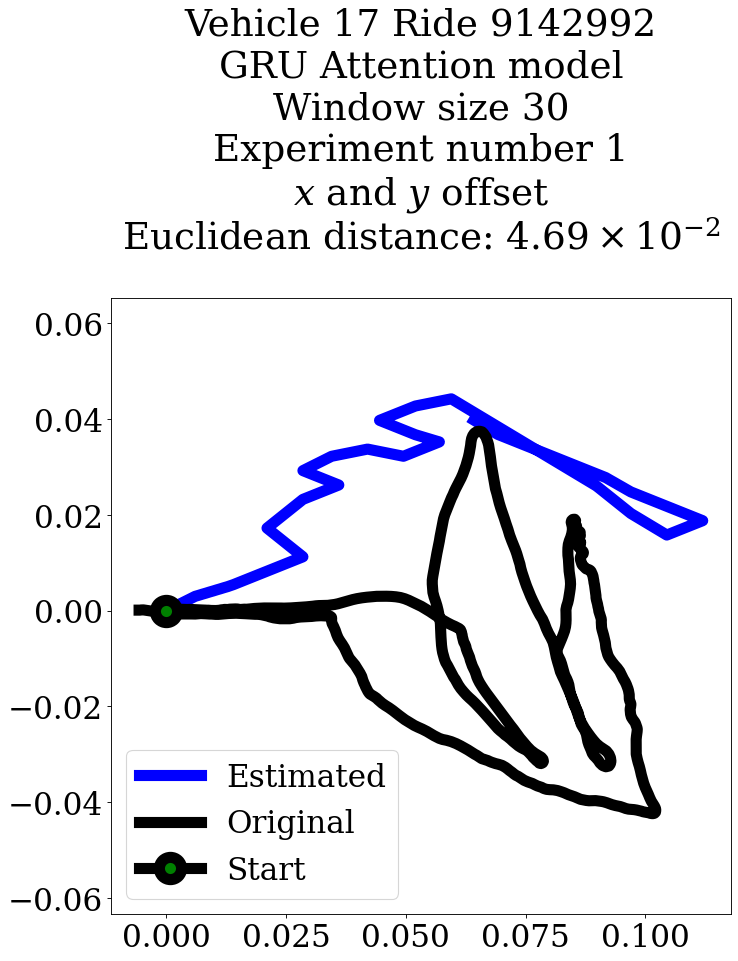 Vehicle 17 Ride 9142992
GRU Attention model
Window size 30
Experiment number 1
x and y offset
Euclidean distance: 4.69 × 10⁻²
0.06
0.04
0.02
0.00
−0.02
−0.04
−0.06
Estimated
Original
Start
0.000 0.025 0.050 0.075 0.100